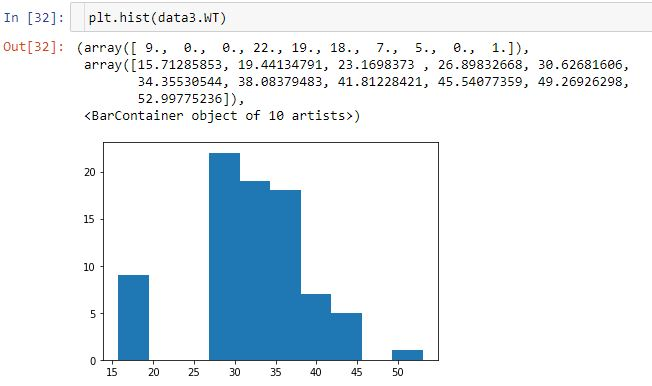 In [32]: plt.hist(data3.WT)
Out[32]: (array([ 9., 0., 0., 22., 19., 18., 7., 5., 0., 1.]),
array([15.71285853, 19.44134791, 23.1698373 , 26.89832668, 30.62681606,
34.35530544, 38.08379483, 41.81228421, 45.54077359, 49.26926298,
52.99775236]),
<BarContainer object of 10 artists>)
20
15
10
5
0
15 20 25 30 35 40 45 50